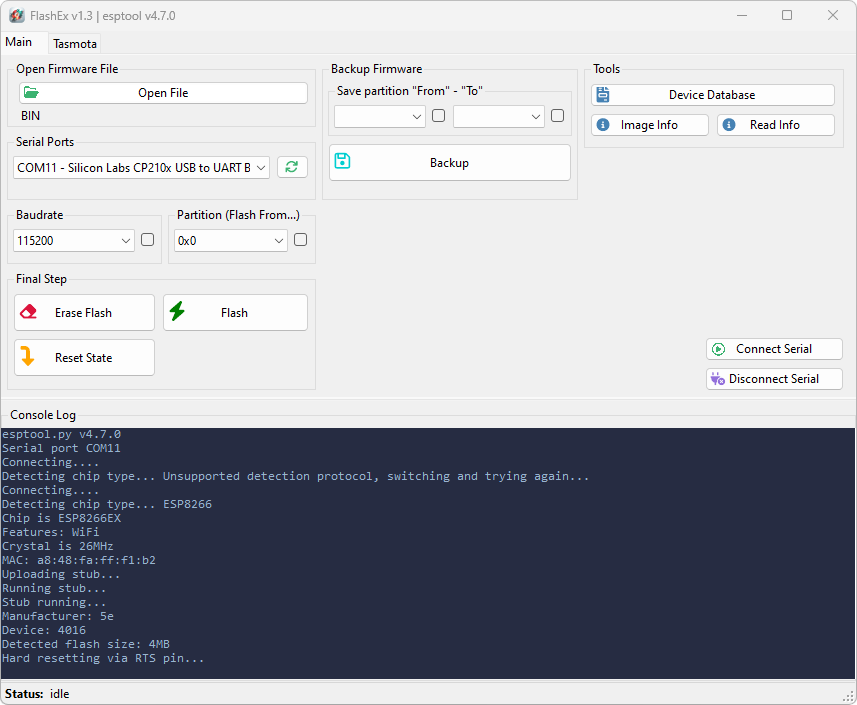 FlashEx v1.3 | esptool v4.7.0
Main
Tasmota
Open Firmware File
Open File
BIN
Serial Ports
COM11 - Silicon Labs CP210x USB to UART B
Baudrate
115200
Partition (Flash From...)
0x0
Final Step
Erase Flash
Flash
Reset State
Backup Firmware
Save partition "From" - "To"
Backup
Tools
Device Database
Image Info
Read Info
Connect Serial
Disconnect Serial
Console Log
esptool.py v4.7.0
Serial port COM11
Connecting....
Detecting chip type... Unsupported detection protocol, switching and trying again...
Connecting....
Detecting chip type... ESP8266
Chip is ESP8266EX
Features: WiFi
Crystal is 26MHz
MAC: a8:48:fa:ff:f1:b2
Uploading stub...
Running stub...
Stub running...
Manufacturer: 5e
Device: 4016
Detected flash size: 4MB
Hard resetting via RTS pin...
Status: idle